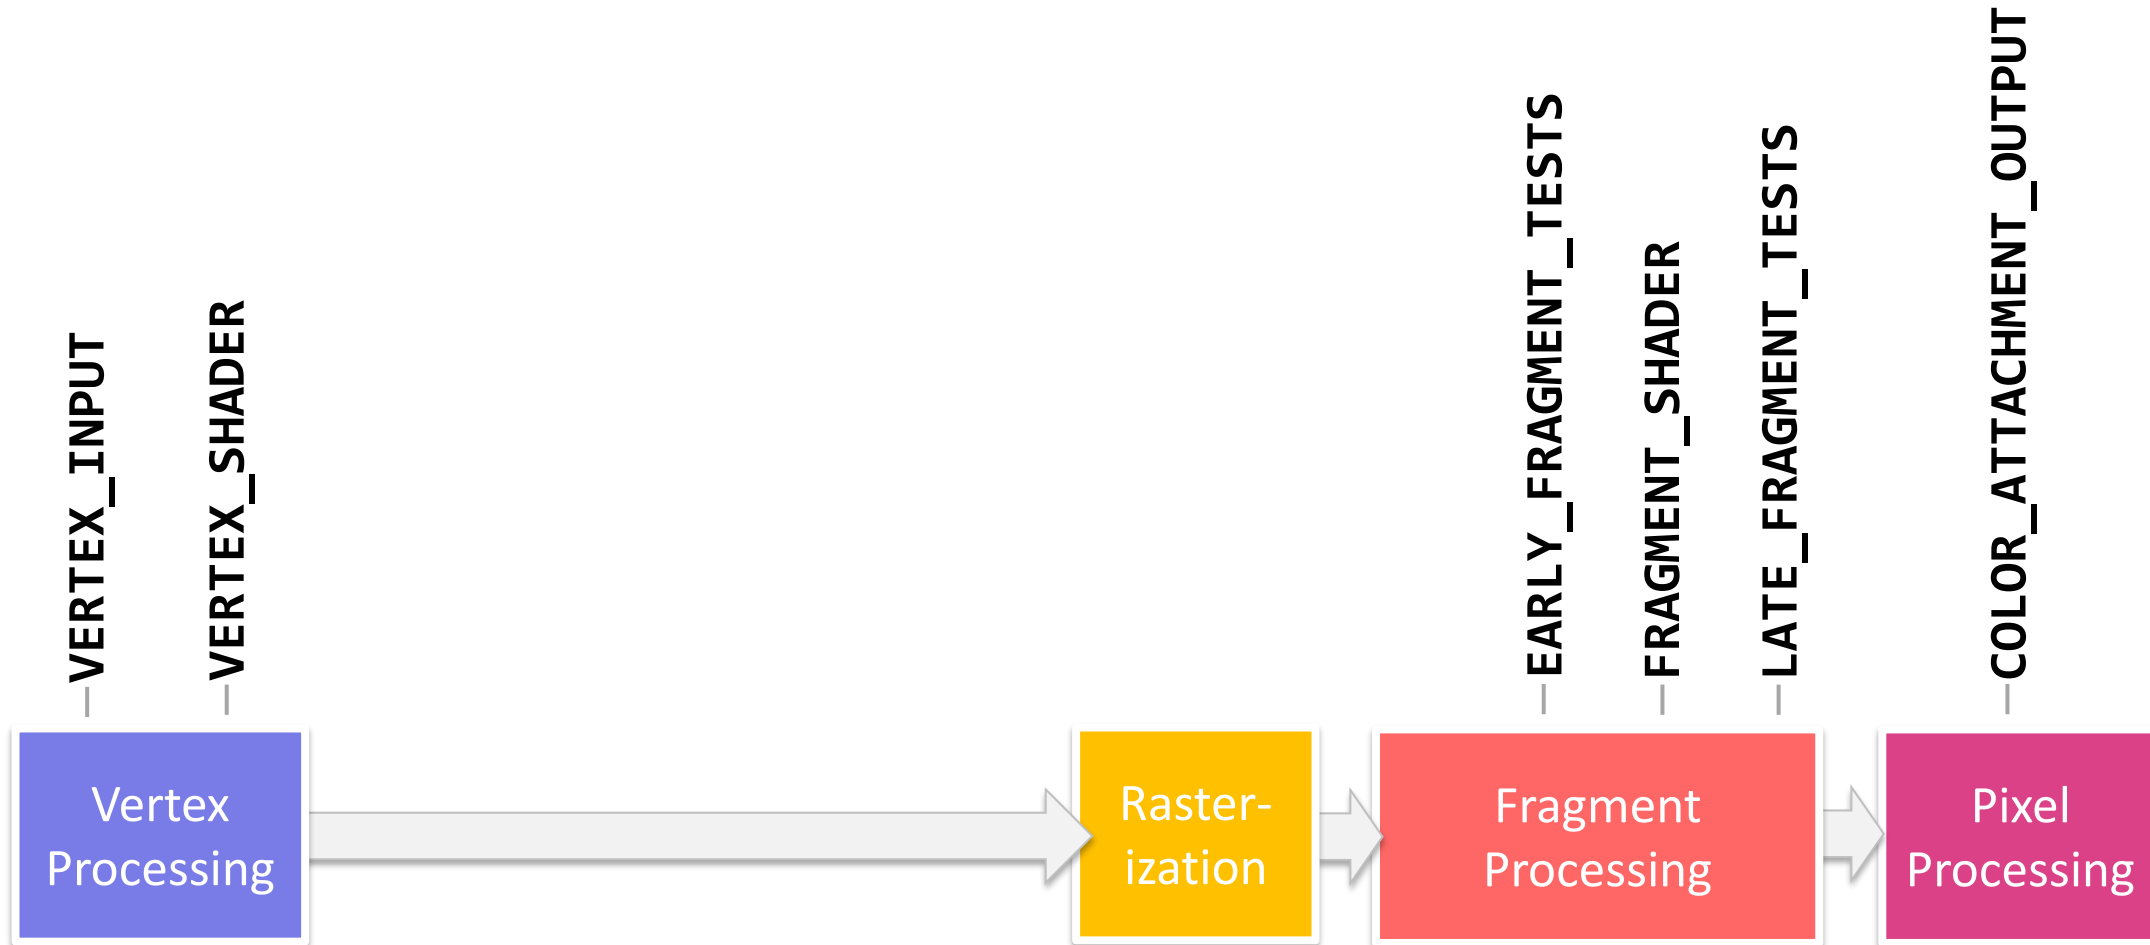 VERTEX_INPUT
VERTEX_SHADER
EARLY_FRAGMENT_TESTS
FRAGMENT_SHADER
LATE_FRAGMENT_TESTS
COLOR_ATTACHMENT_OUTPUT
Vertex
Processing
Raster-
ization
Fragment
Processing
Pixel
Processing